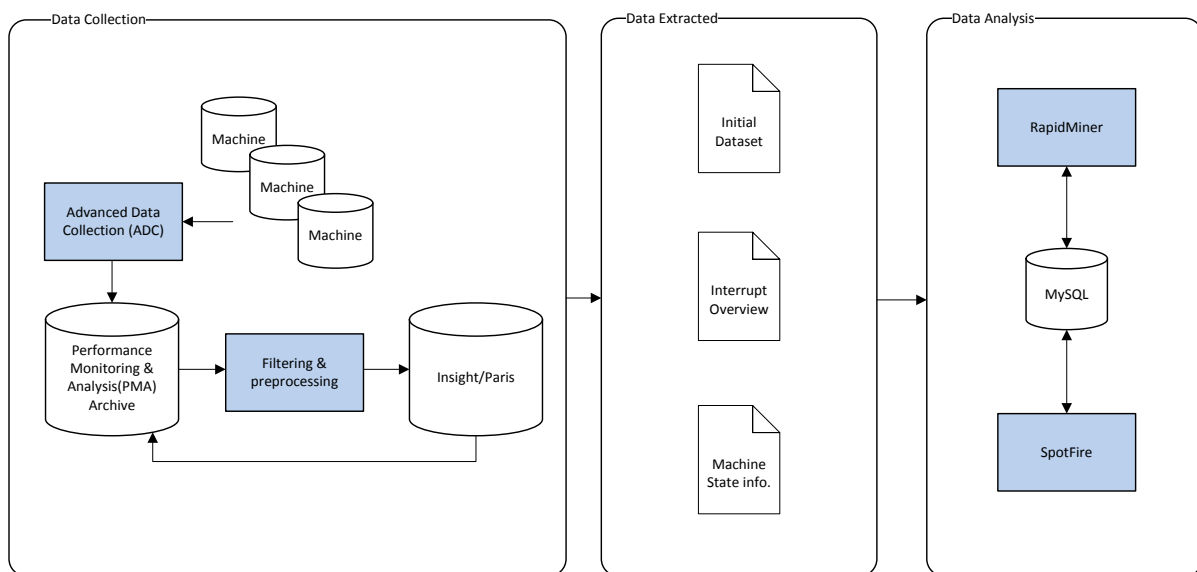 Data Collection
Machine
Machine
Machine
Advanced Data
Collection (ADC)
Performance
Monitoring &
Analysis(PMA)
Archive
Filtering &
preprocessing
Insight/Paris
Data Extracted
Initial
Dataset
Interrupt
Overview
Machine
State info.
Data Analysis
RapidMiner
MySQL
SpotFire